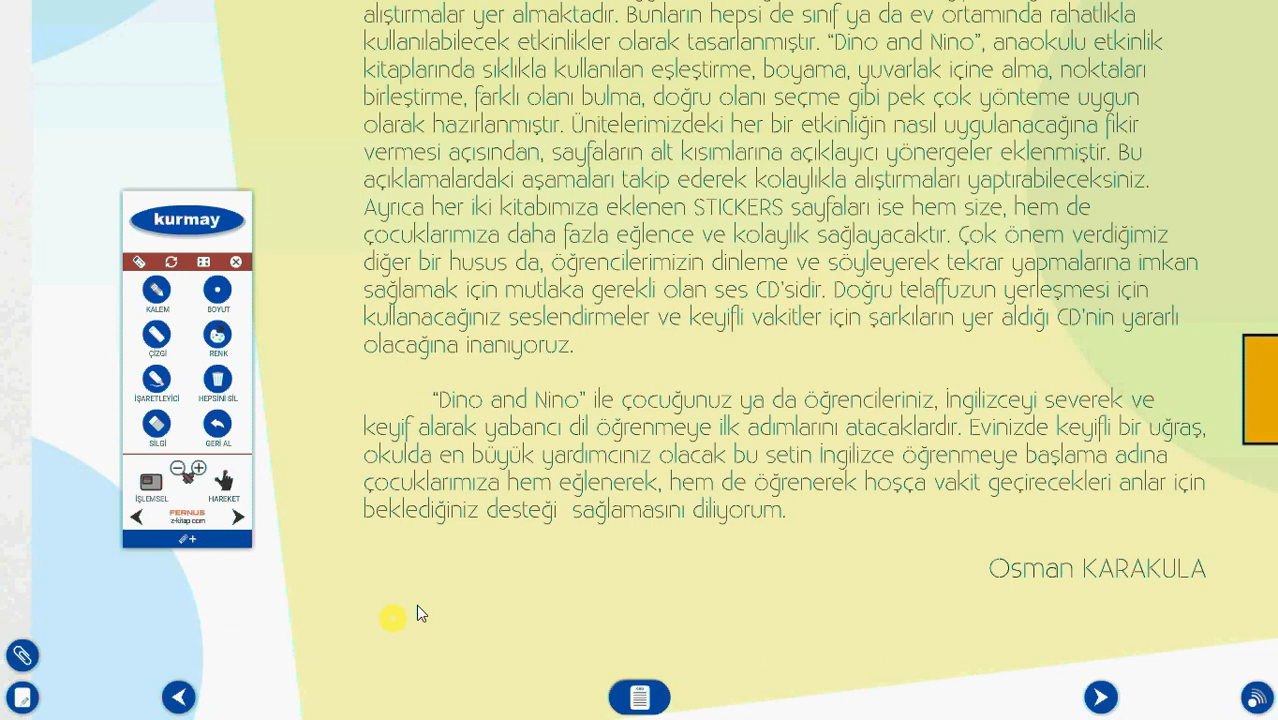 alıştırmalar yer almaktadır. Bunların hepsi de sınıf ya da ev ortamında rahatlıkla
kullanılabilecek etkinlikler olarak tasarlanmıştır. “Dino and Nino”, anaokulu etkinlik
kitaplarında sıklıkla kullanılan eşleştirme, boyama, yuvarlak içine alma, noktaları
birleştirme, farklı olanı bulma, doğru olanı seçme gibi pek çok yönteme uygun
olarak hazırlanmıştır. Ünitelerimizdeki her bir etkinliğin nasıl uygulanacağına fikir
vermesi açısından, sayfaların alt kısımlarına açıklayıcı yönergeler eklenmiştir. Bu
açıklamalardaki aşamaları takip ederek kolaylıkla alıştırmaları yaptırabileceksiniz.
Ayrıca her iki kitabımıza eklenen STICKERS sayfaları ise hem size, hem de
çocuklarımıza daha fazla eğlence ve kolaylık sağlayacaktır. Çok önem verdiğimiz
diğer bir husus da, öğrencilerimizin dinleme ve söyleyerek tekrar yapmalarına imkan
sağlamak için mutlaka gerekli olan ses CD'sidir. Doğru telaffuzun yerleşmesi için
kullanacağınız seslendirmeler ve keyifli vakitler için şarkıların yer aldığı CD'nin yararlı
olacağına inanıyoruz.
“Dino and Nino” ile çocuğunuz ya da öğrencileriniz, İngilizceyi severek ve
keyif alarak yabancı dil öğrenmeye ilk adımlarını atacaklardır. Evinizde keyifli bir uğraş,
okulda en büyük yardımcınız olacak bu setin İngilizce öğrenmeye başlama adına
çocuklarımıza hem eğlenerek, hem de öğrenerek hoşça vakit geçirecekleri anlar için
beklediğiniz desteği sağlamasını diliyorum.
Osman KARAKULA
kurmay
KALEM BOYUT
ÇİZGİ RENK
İŞARETLEYİCİ HEPSİNİ SİL
SİLGİ GERİ AL
İŞLEMSEL HAREKET
FERNUS
z-kitap.com